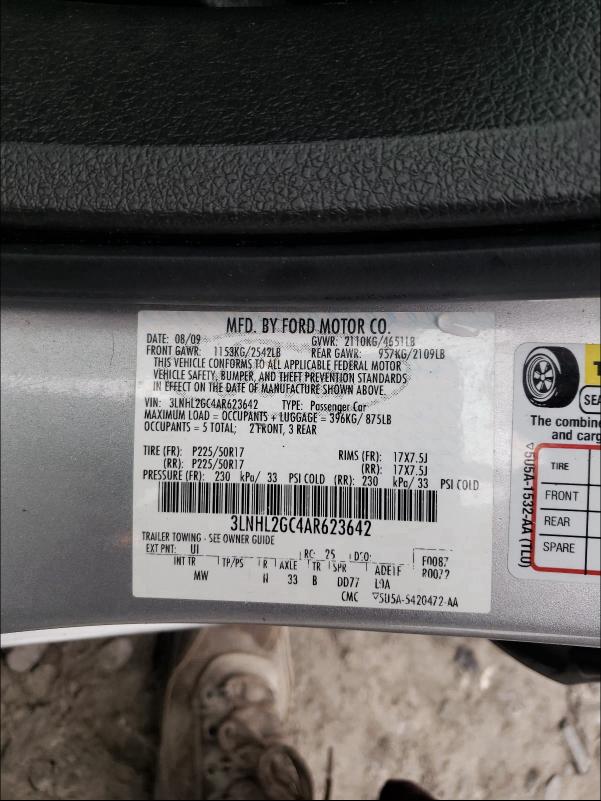 MFD. BY FORD MOTOR CO.
DATE: 08/09 GVWR: 2110KG/4651LB
FRONT GAWR: 1153KG/2542LB REAR GAWR: 957KG/2109LB
THIS VEHICLE CONFORMS TO ALL APPLICABLE FEDERAL MOTOR
VEHICLE SAFETY, BUMPER, AND THEFT PREVENTION STANDARDS
IN EFFECT ON THE DATE OF MANUFACTURE SHOWN ABOVE.
VIN: 3LNHL2GC4AR623642 TYPE: Passenger Car
MAXIMUM LOAD = OCCUPANTS + LUGGAGE = 396KG/ 875LB
OCCUPANTS = 5 TOTAL; 2 FRONT, 3 REAR
TIRE (FR): P225/50R17 RIMS (FR): 17X7.5J
(RR): P225/50R17 (RR): 17X7.5J
PRESSURE (FR): 230 kPa/ 33 PSI COLD (RR): 230 kPa/ 33 PSI COLD
3LNHL2GC4AR623642
TRAILER TOWING - SEE OWNER GUIDE
EXT PNT: UI RC: 25 DSO: F0087
INT TR TP/PS R AXLE TR SPR
MW 33 B DD77
CMC ▽5U5A-5420472-AA
▽5U5A-1532-AA (TL0)
T
SEA
The combine
and carg
TIRE
FRONT
REAR
SPARE